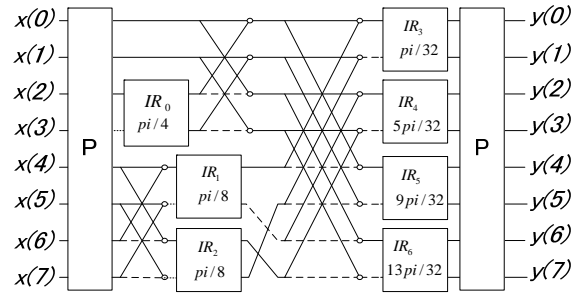 x(0) y(0)
x(1) IR₃ pi/32 y(1)
x(2) IR₀ pi/4 IR₄ 5pi/32 y(2)
x(3) y(3)
P P
x(4) IR₁ pi/8 IR₅ 9pi/32 y(4)
x(5) y(5)
x(6) IR₂ pi/8 IR₆ 13pi/32 y(6)
x(7) y(7)